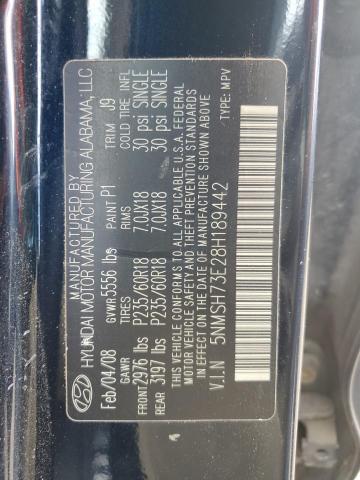 MANUFACTURED BY
HYUNDAI MOTOR MANUFACTURING ALABAMA, LLC
Feb/04/08 GVWR 5556 lbs PAINT P1 TRIM J9
GAWR TIRES RIMS COLD TIRE INFL
FRONT 2976 lbs P235/60R18 7.0JX18 30 psi SINGLE
REAR 3197 lbs P235/60R18 7.0JX18 30 psi SINGLE
THIS VEHICLE CONFORMS TO ALL APPLICABLE U.S.A. FEDERAL
MOTOR VEHICLE SAFETY AND THEFT PREVENTION
STANDARDS IN EFFECT ON THE DATE OF MANUFACTURE SHOWN ABOVE.
V.I.N 5NMSH73E28H189442 TYPE: MPV